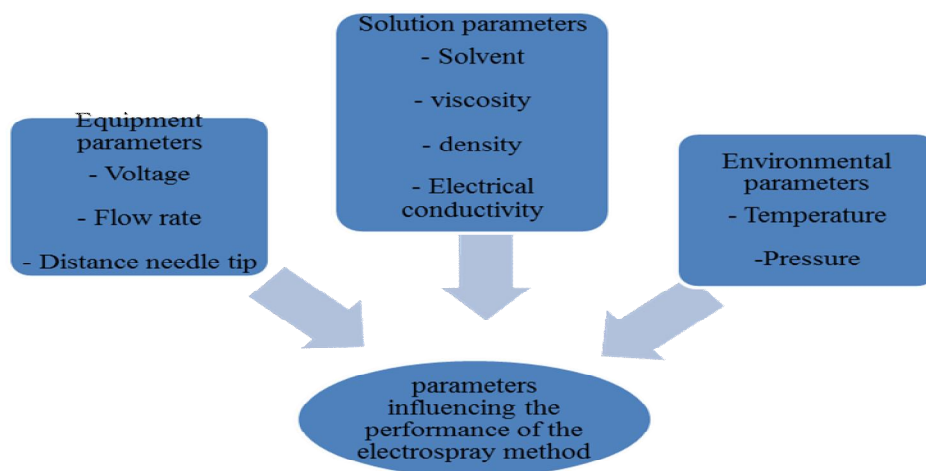 Equipment
parameters
- Voltage
- Flow rate
- Distance needle tip
Solution parameters
- Solvent
- viscosity
- density
- Electrical
conductivity
Environmental
parameters
- Temperature
-Pressure
parameters
influencing the
performance of the
electrospray method